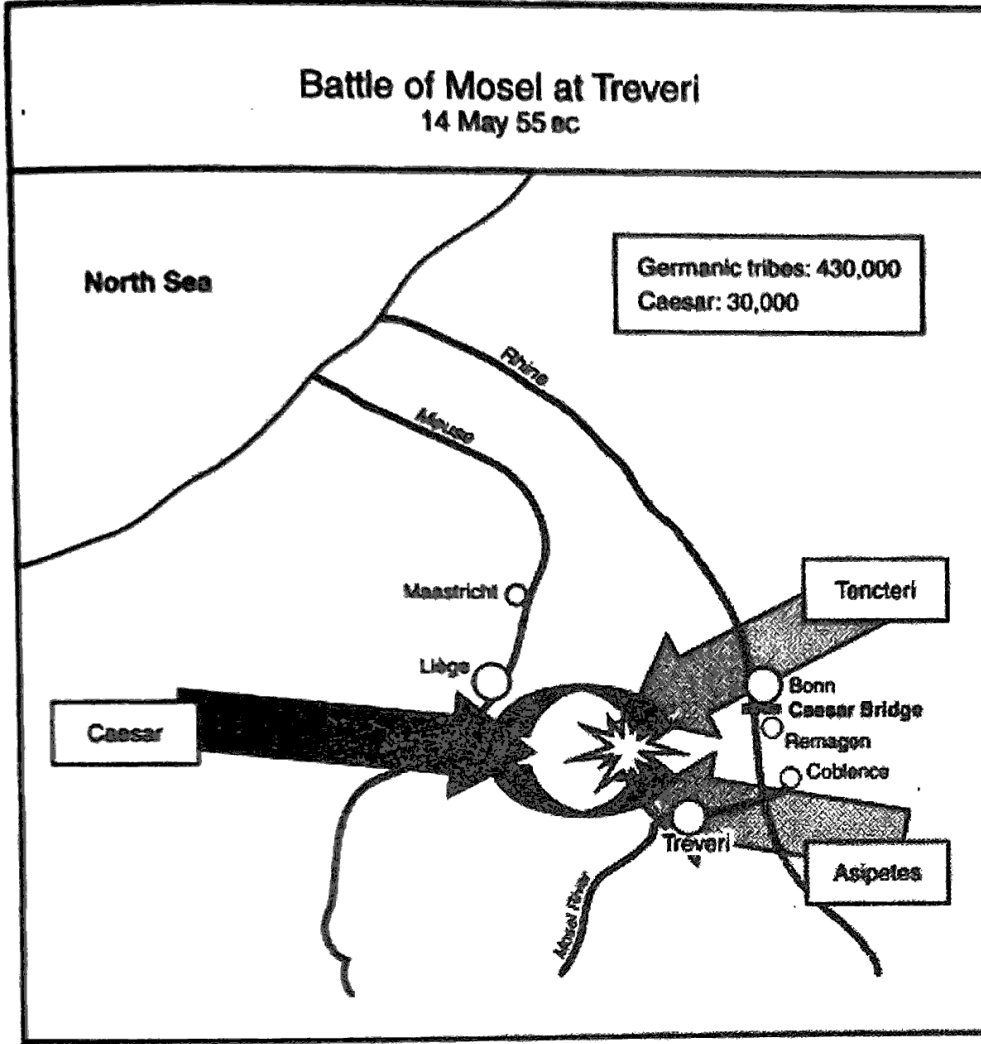 Battle of Mosel at Treveri
14 May 55 BC
North Sea
Germanic tribes: 430,000
Caesar: 30,000
Rhine
Meuse
Maastricht
Tencteri
Liège
Bonn
Caesar Bridge
Caesar
Remagen
Coblence
Treveri
Asipetes
Mosel River